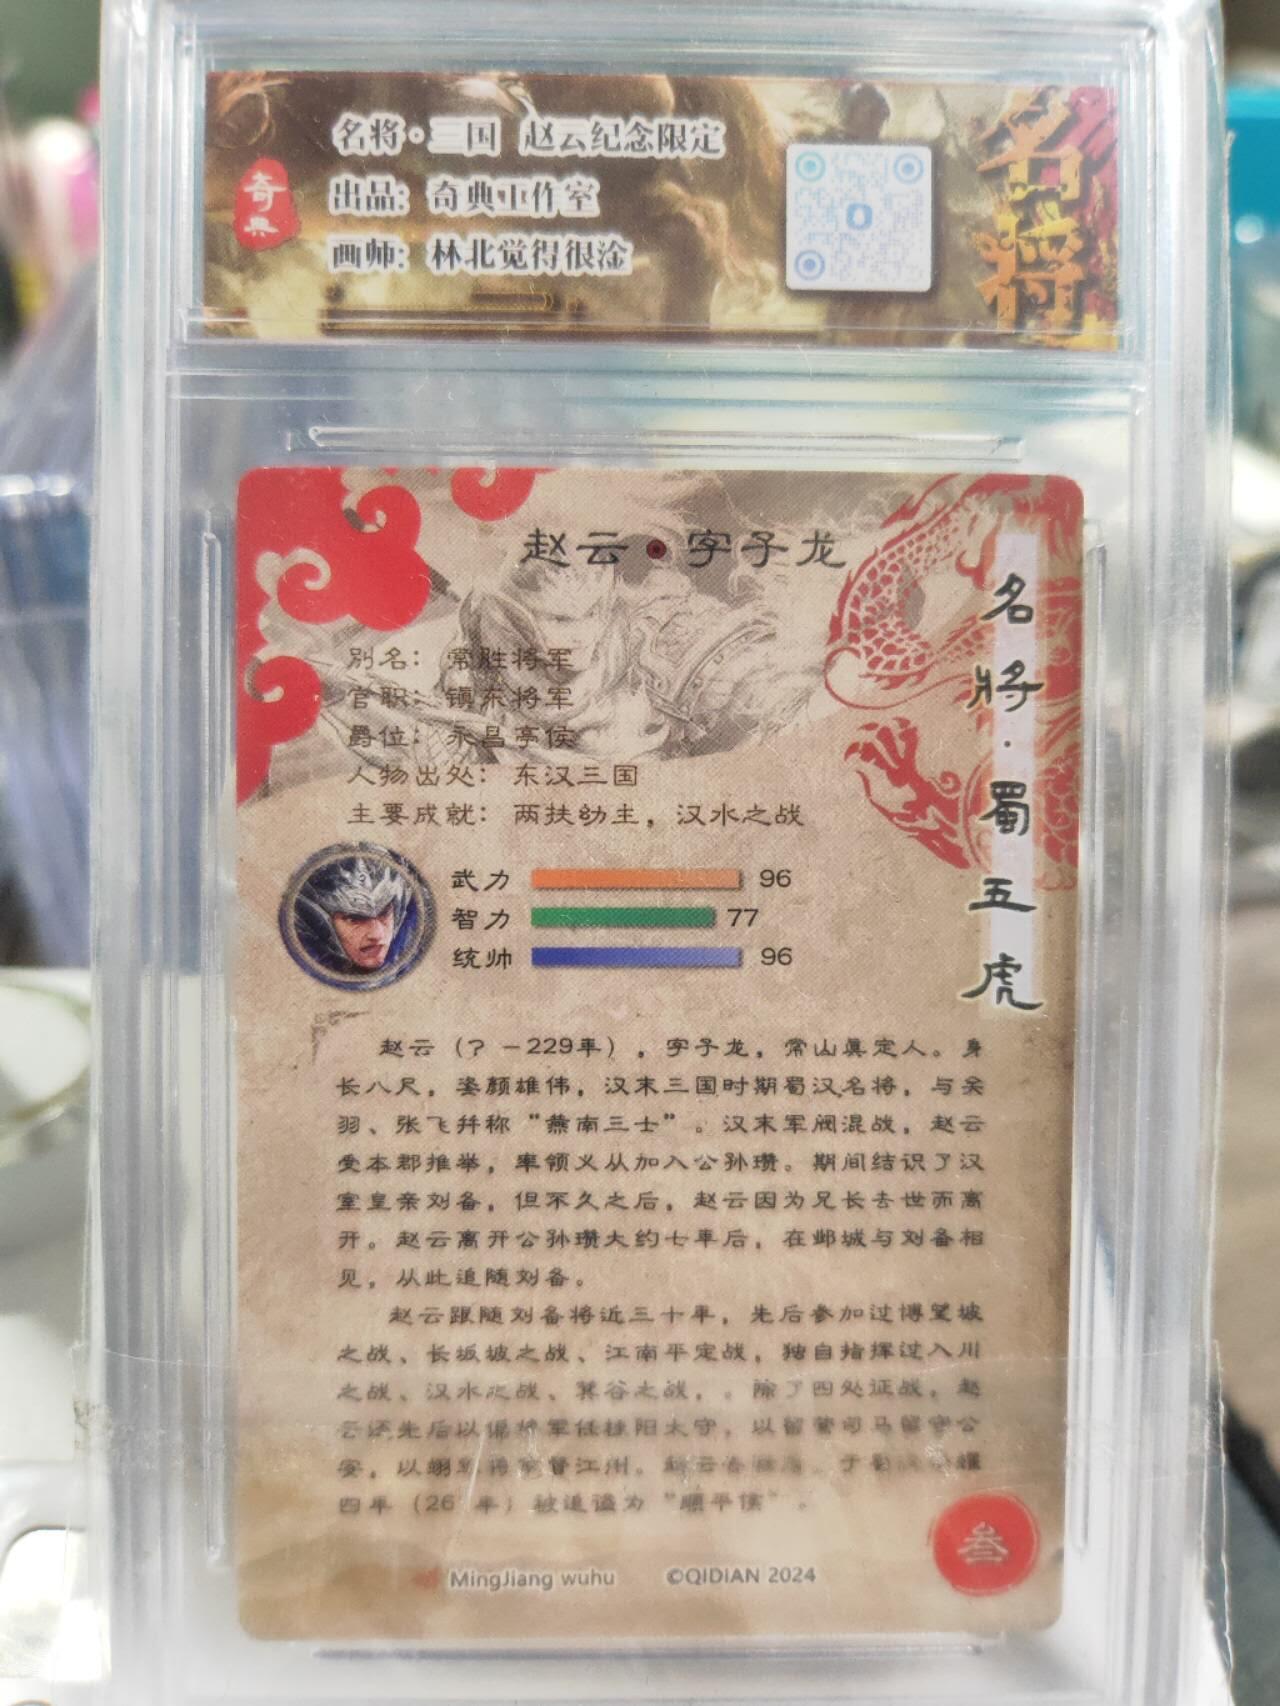 名将·三国 赵云纪念限定
出品：奇典工作室
画师：林北觉得很淦
奇典
名将
赵云·字子龙
别名：常胜将军
官职：镇东将军
爵位：永昌亭侯
人物出处：东汉三国
主要成就：两扶幼主，汉水之战
武力 96
智力 77
统帅 96
名將·蜀五虎
赵云（？－229年），字子龙，常山真定人。身
长八尺，姿颜雄伟，汉末三国时期蜀汉名将，与关
羽、张飞并称“燕南三士”。汉末军阀混战，赵云
受本郡推举，率领义从加入公孙瓒。期间结识了汉
室皇亲刘备，但不久之后，赵云因为兄长去世而离
开。赵云离开公孙瓒大约七年后，在邺城与刘备相
见，从此追随刘备。
赵云跟随刘备将近三十年，先后参加过博望坡
之战、长坂坡之战、江南平定战，独自指挥过入川
之战、汉水之战、箕谷之战，。除了四处征战，赵
云还先后以偏将军任桂阳太守，以留营司马留守公
安，以翊军将军督江州。赵云去世后，于
四年（26 年）被追谥为“顺平侯”。
叁
MingJiang wuhu ©QIDIAN 2024